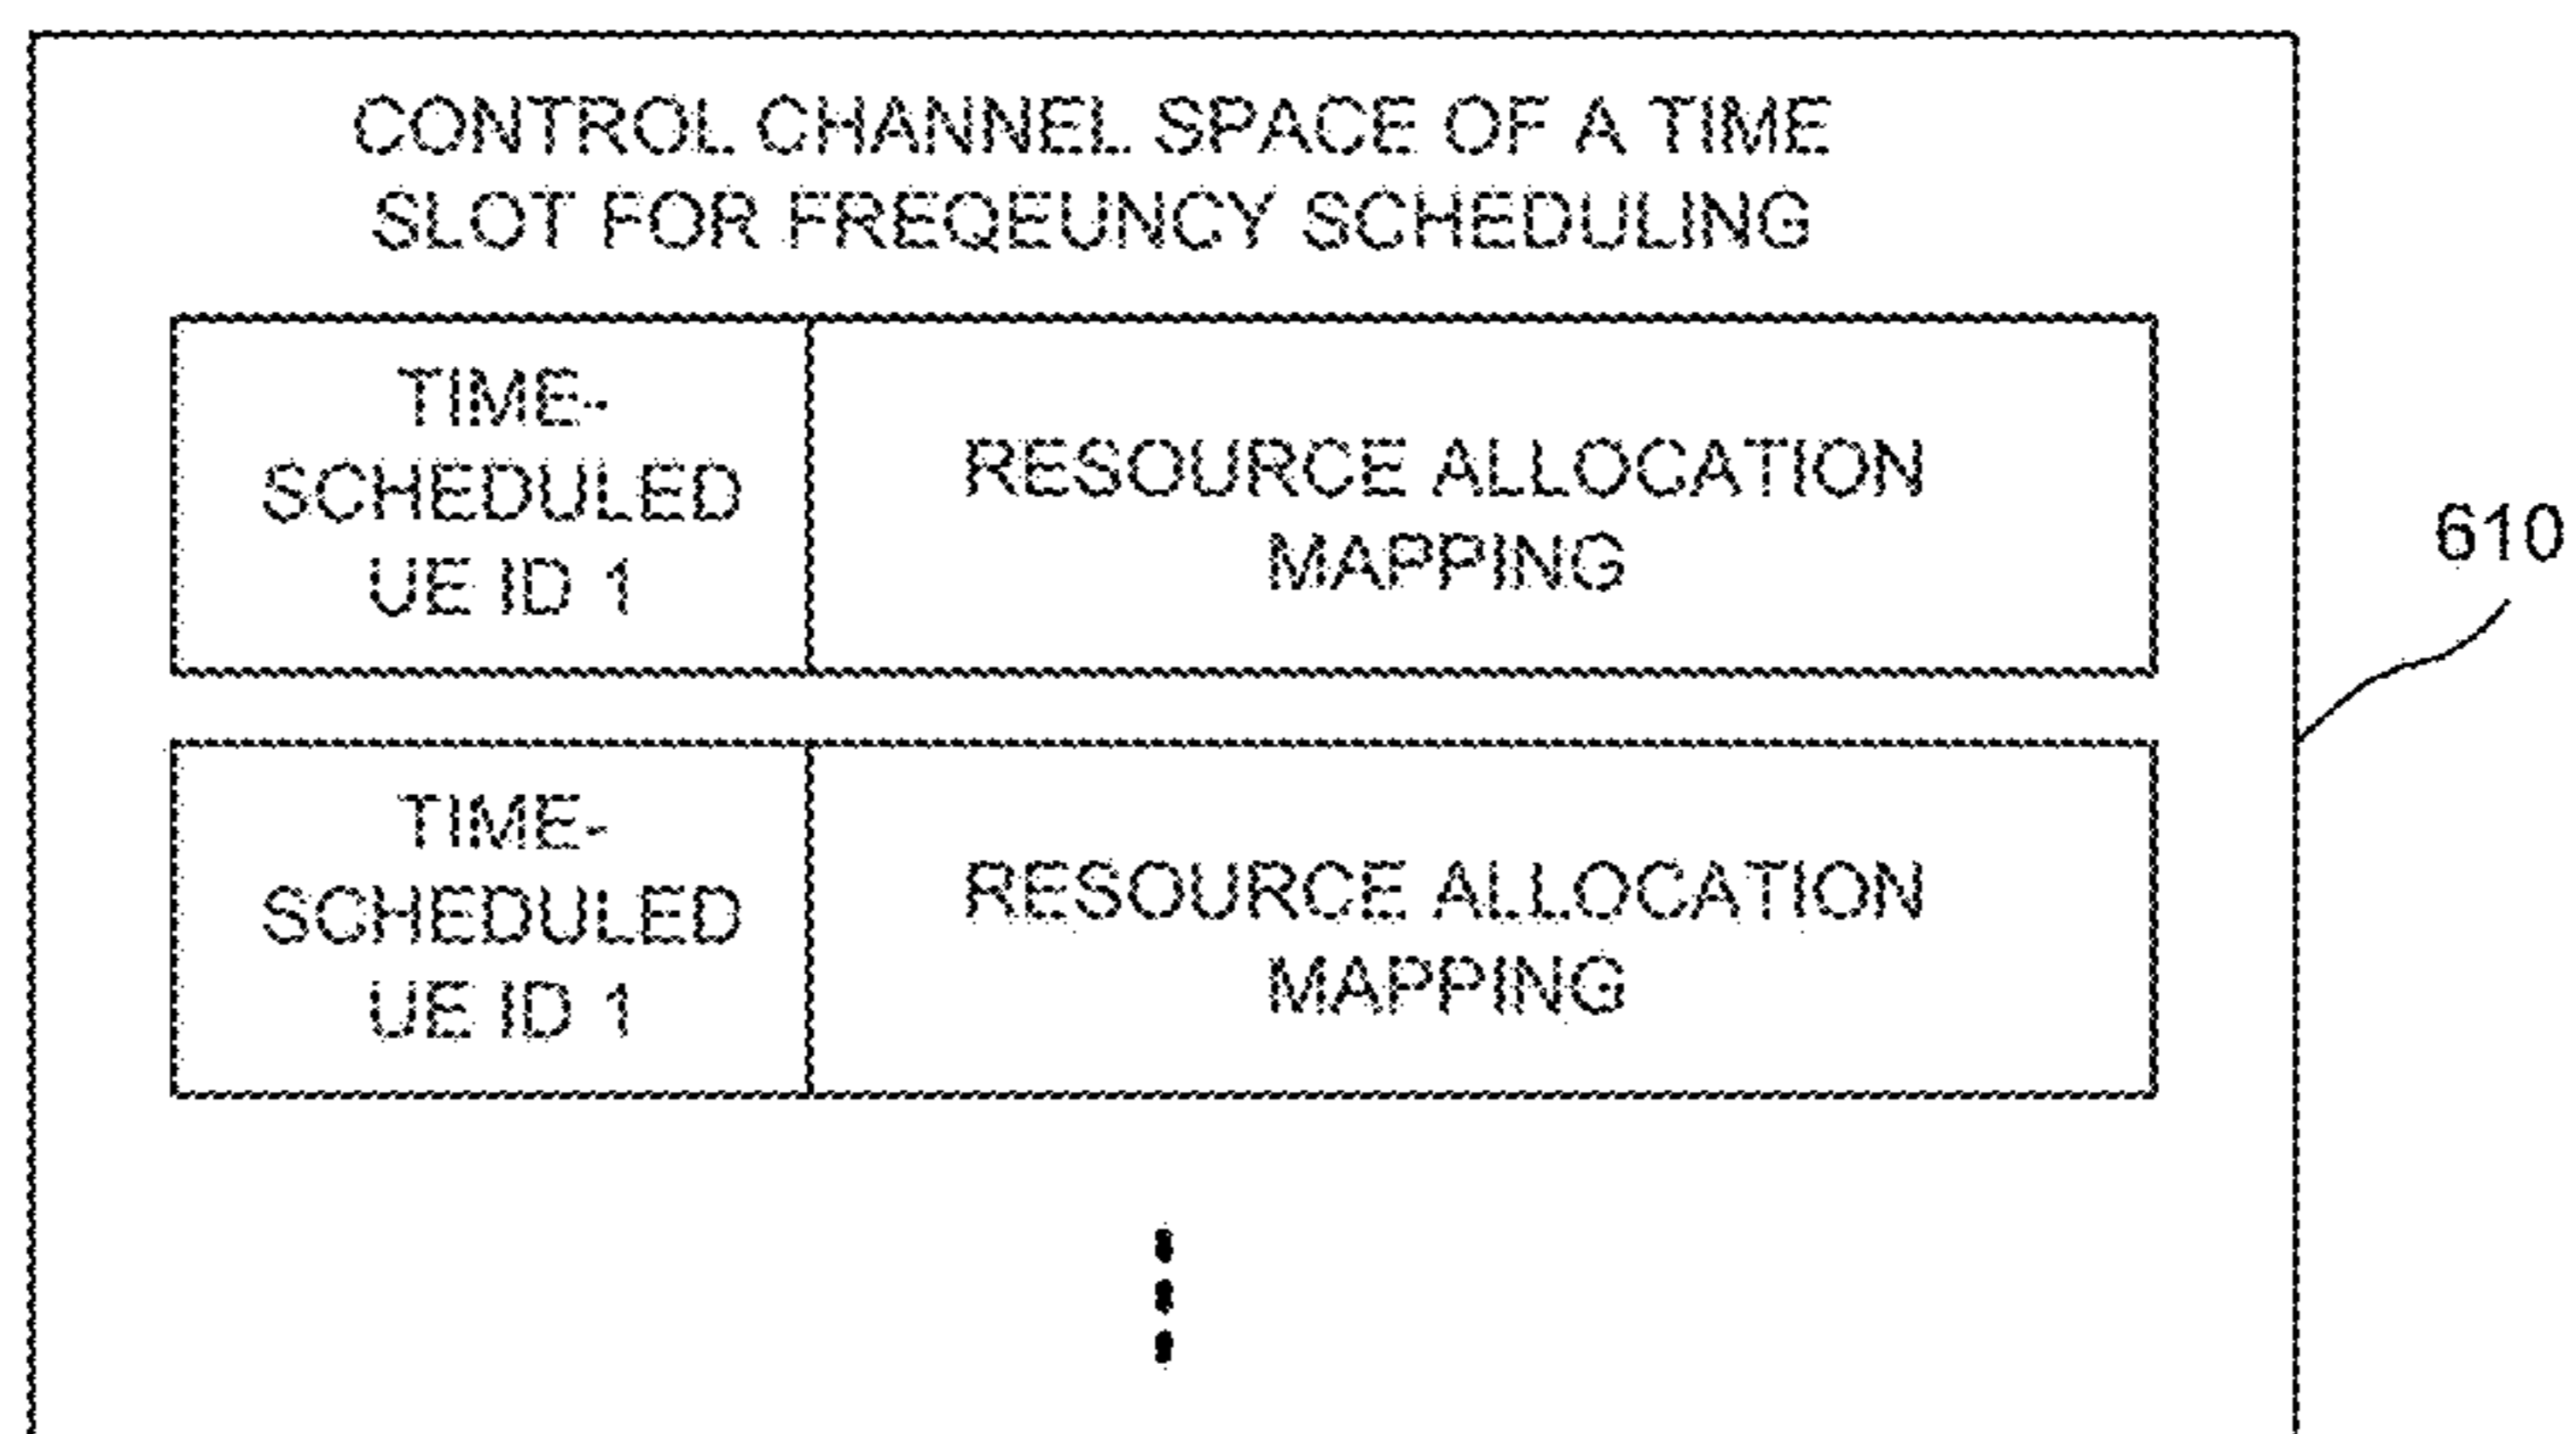 CONTROL CHANNEL SPACE OF A TIME
SLOT FOR FREQEUNCY SCHEDULING
TIME-
SCHEDULED
UE ID 1
RESOURCE ALLOCATION
MAPPING
610
TIME-
SCHEDULED
UE ID 1
RESOURCE ALLOCATION
MAPPING